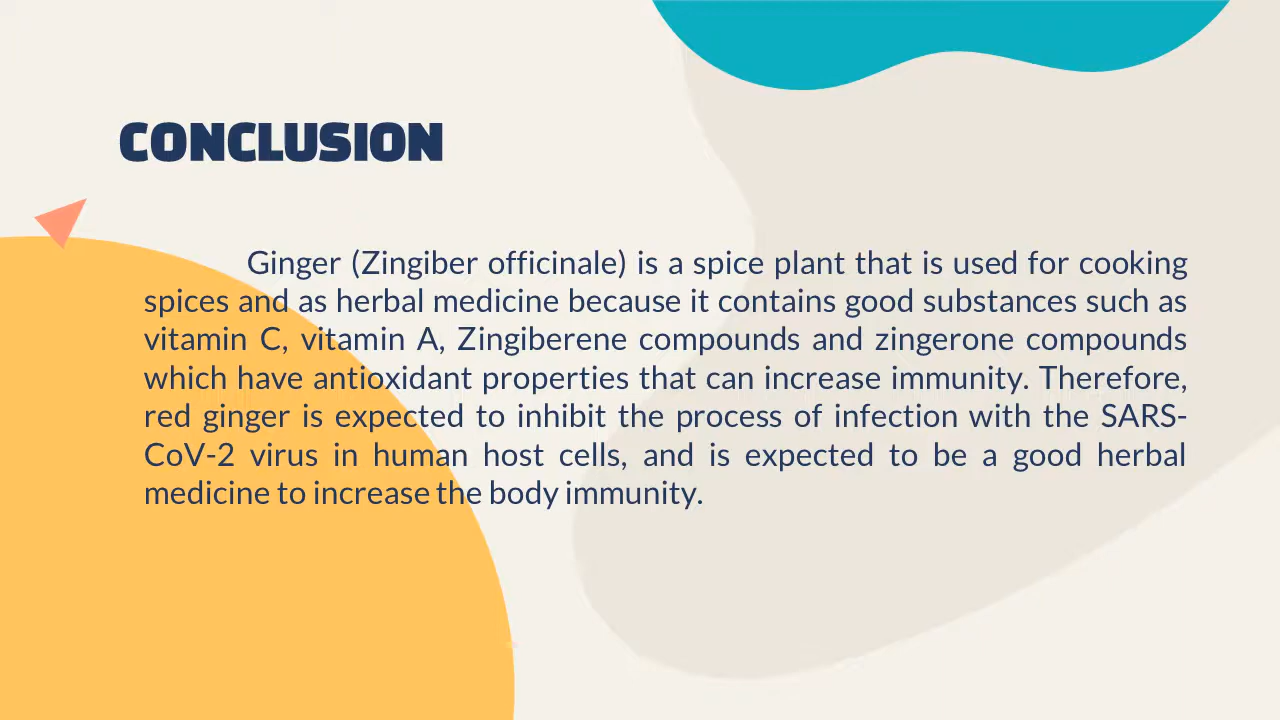 CONCLUSION
Ginger (Zingiber officinale) is a spice plant that is used for cooking
spices and as herbal medicine because it contains good substances such as
vitamin C, vitamin A, Zingiberene compounds and zingerone compounds
which have antioxidant properties that can increase immunity. Therefore,
red ginger is expected to inhibit the process of infection with the SARS-
CoV-2 virus in human host cells, and is expected to be a good herbal
medicine to increase the body immunity.